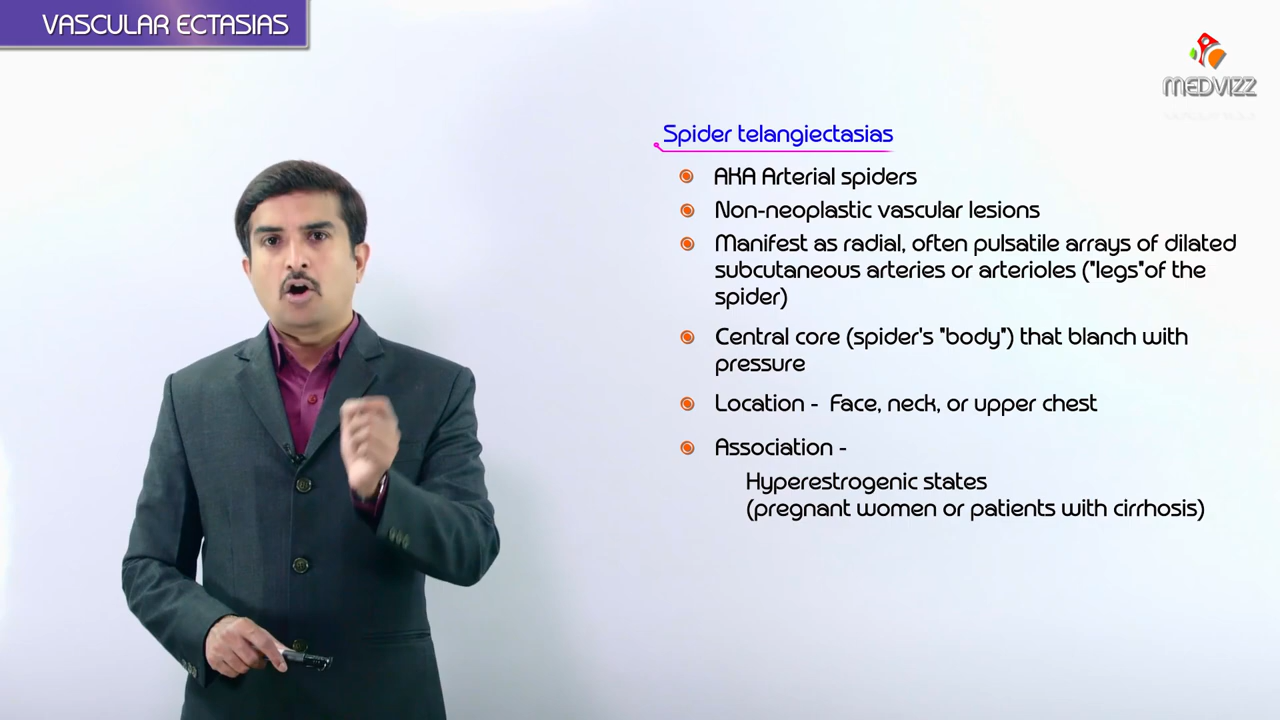 VASCULAR ECTASIAS
MEDVIZZ
Spider telangiectasias
AKA Arterial spiders
Non-neoplastic vascular lesions
Manifest as radial, often pulsatile arrays of dilated
subcutaneous arteries or arterioles ("legs"of the
spider)
Central core (spider's "body") that blanch with
pressure
Location - Face, neck, or upper chest
Association -
Hyperestrogenic states
(pregnant women or patients with cirrhosis)